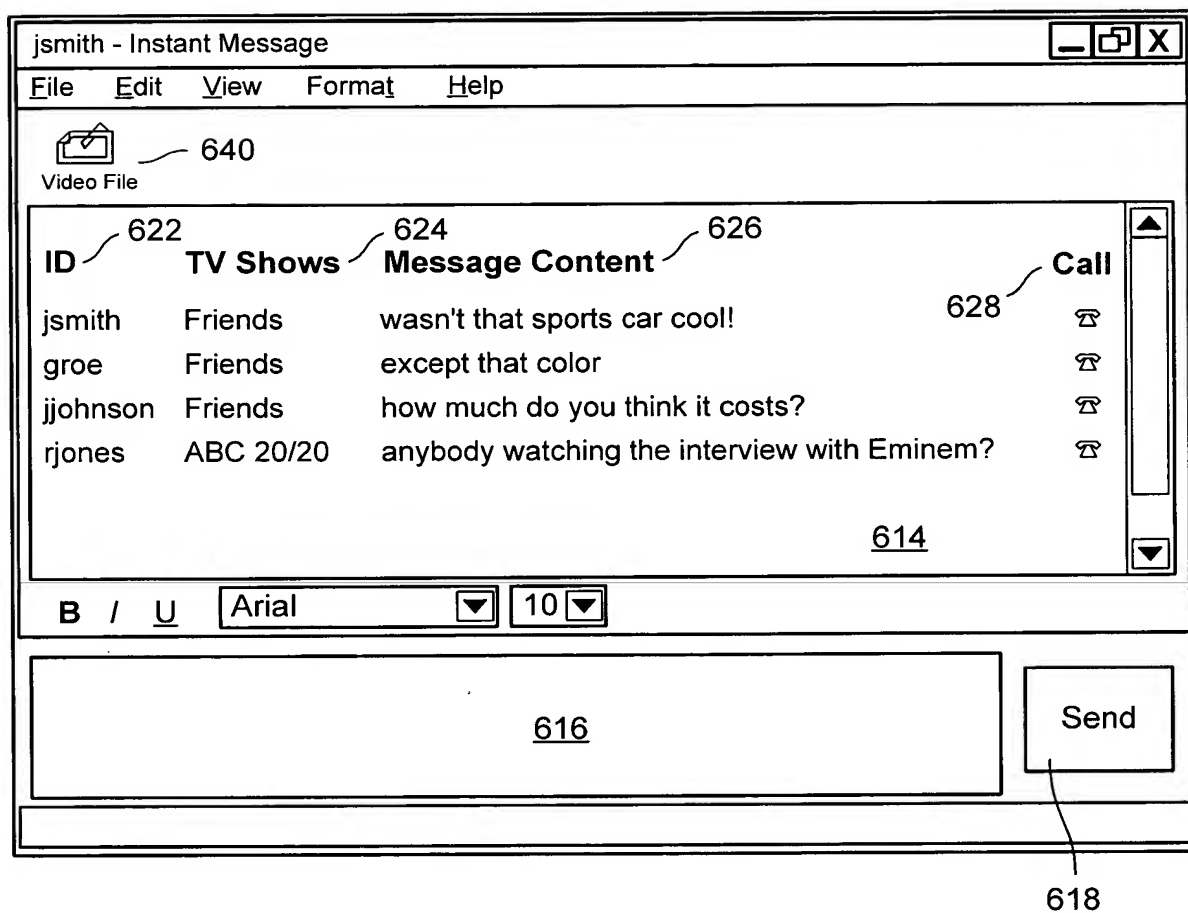 jsmith - Instant Message X
File Edit View Format Help
640
Video File
622 624 626
ID TV Shows Message Content Call
628
jsmith Friends wasn't that sports car cool!
groe Friends except that color
jjohnson Friends how much do you think it costs?
rjones ABC 20/20 anybody watching the interview with Eminem?
614
B I U Arial 10
616
Send
618